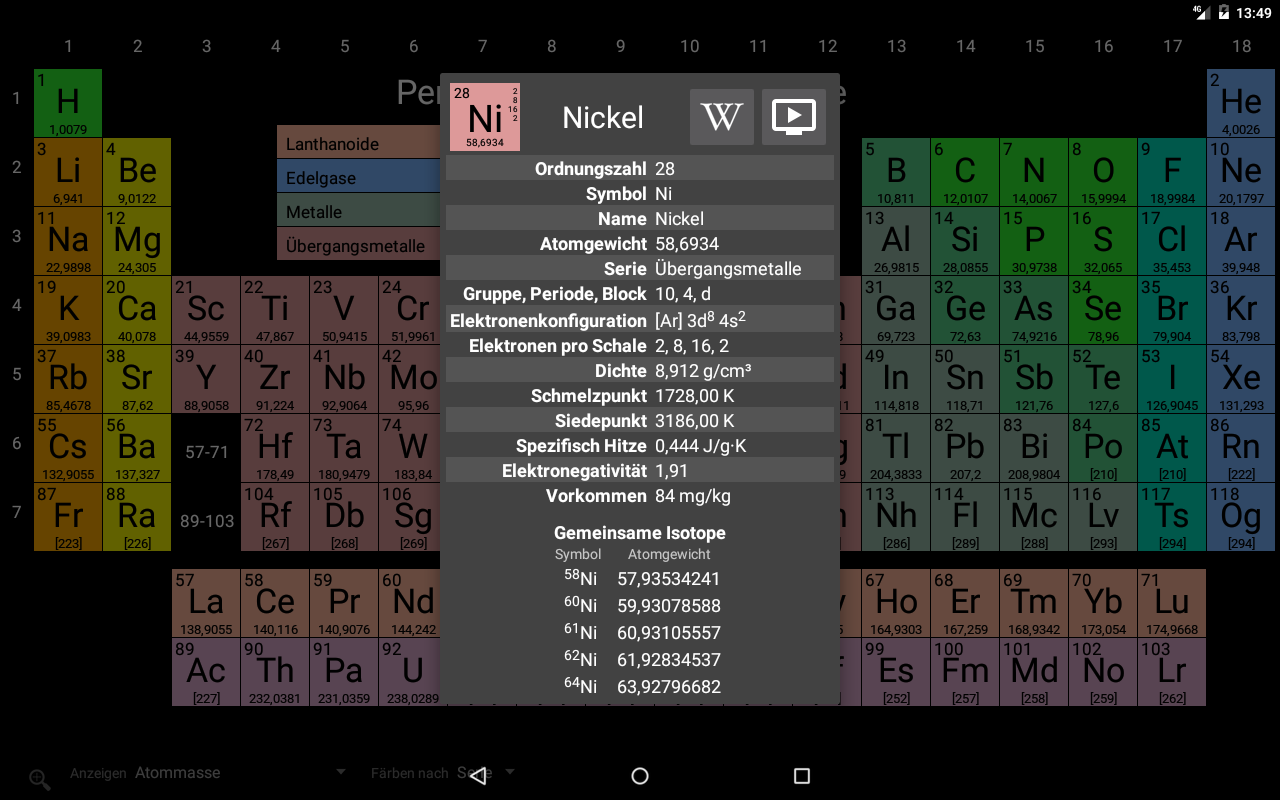 4G 13:49
1 2 3 4 5 6 7 8 9 10 11 12 13 14 15 16 17 18
1
1 H 1,0079
2 He 4,0026
28 Ni 58,6934
2
8
16
2
Nickel
W
Lanthanoide
Edelgase
Metalle
Übergangsmetalle
2
3 Li 6,941
4 Be 9,0122
5 B 10,811
6 C 12,0107
7 N 14,0067
8 O 15,9994
9 F 18,9984
10 Ne 20,1797
3
11 Na 22,9898
12 Mg 24,305
13 Al 26,9815
14 Si 28,0855
15 P 30,9738
16 S 32,065
17 Cl 35,453
18 Ar 39,948
4
19 K 39,0983
20 Ca 40,078
21 Sc 44,9559
22 Ti 47,867
23 V 50,9415
24 Cr 51,9961
31 Ga 69,723
32 Ge 72,63
33 As 74,9216
34 Se 78,96
35 Br 79,904
36 Kr 83,798
5
37 Rb 85,4678
38 Sr 87,62
39 Y 88,9058
40 Zr 91,224
41 Nb 92,9064
42 Mo 95,96
49 In 114,818
50 Sn 118,71
51 Sb 121,76
52 Te 127,6
53 I 126,9045
54 Xe 131,293
6
55 Cs 132,9055
56 Ba 137,327
57-71
72 Hf 178,49
73 Ta 180,9479
74 W 183,84
81 Tl 204,3833
82 Pb 207,2
83 Bi 208,9804
84 Po [210]
85 At [210]
86 Rn [222]
7
87 Fr [223]
88 Ra [226]
89-103
104 Rf [267]
105 Db [268]
106 Sg [269]
113 Nh [286]
114 Fl [289]
115 Mc [288]
116 Lv [293]
117 Ts [294]
118 Og [294]
57 La 138,9055
58 Ce 140,116
59 Pr 140,9076
60 Nd 144,242
67 Ho 164,9303
68 Er 167,259
69 Tm 168,9342
70 Yb 173,054
71 Lu 174,9668
89 Ac [227]
90 Th 232,0381
91 Pa 231,0359
92 U 238,0289
99 Es [252]
100 Fm [257]
101 Md [258]
102 No [259]
103 Lr [262]
Ordnungszahl 28
Symbol Ni
Name Nickel
Atomgewicht 58,6934
Serie Übergangsmetalle
Gruppe, Periode, Block 10, 4, d
Elektronenkonfiguration [Ar] 3d⁸ 4s²
Elektronen pro Schale 2, 8, 16, 2
Dichte 8,912 g/cm³
Schmelzpunkt 1728,00 K
Siedepunkt 3186,00 K
Spezifisch Hitze 0,444 J/g·K
Elektronegativität 1,91
Vorkommen 84 mg/kg
Gemeinsame Isotope
Symbol Atomgewicht
⁵⁸Ni 57,93534241
⁶⁰Ni 59,93078588
⁶¹Ni 60,93105557
⁶²Ni 61,92834537
⁶⁴Ni 63,92796682
Anzeigen Atommasse Färben nach Serie